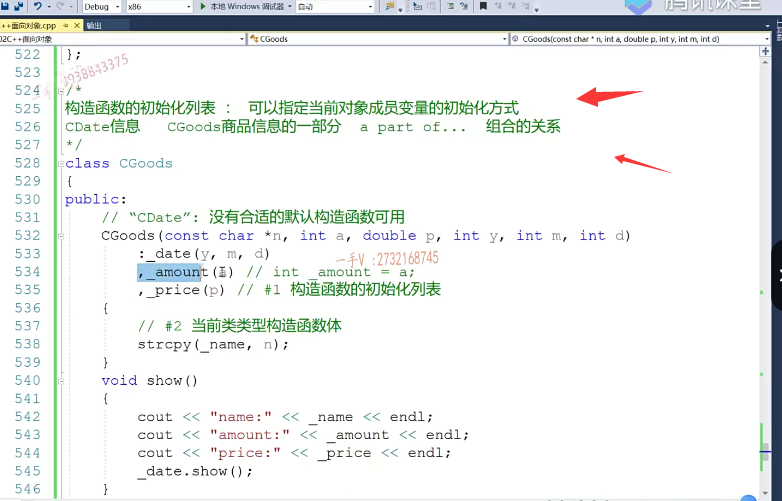 Debug x86 本地 Windows 调试器 自动 腾讯课堂
++面向对象.cpp 输出
02C++面向对象 CGoods CGoods(const char * n, int a, double p, int y, int m, int d)
522 };
523
524 /*
525 构造函数的初始化列表 : 可以指定当前对象成员变量的初始化方式
526 CDate信息 CGoods商品信息的一部分 a part of... 组合的关系
527 */
528 class CGoods
529 {
530 public:
531 // “CDate”: 没有合适的默认构造函数可用
532 CGoods(const char *n, int a, double p, int y, int m, int d)
533 :_date(y, m, d)
一手V :2732168745
534 ,_amount(a) // int _amount = a;
535 ,_price(p) // #1 构造函数的初始化列表
536 {
537 // #2 当前类类型构造函数体
538 strcpy(_name, n);
539 }
540 void show()
541 {
542 cout << "name:" << _name << endl;
543 cout << "amount:" << _amount << endl;
544 cout << "price:" << _price << endl;
545 _date.show();
546 }